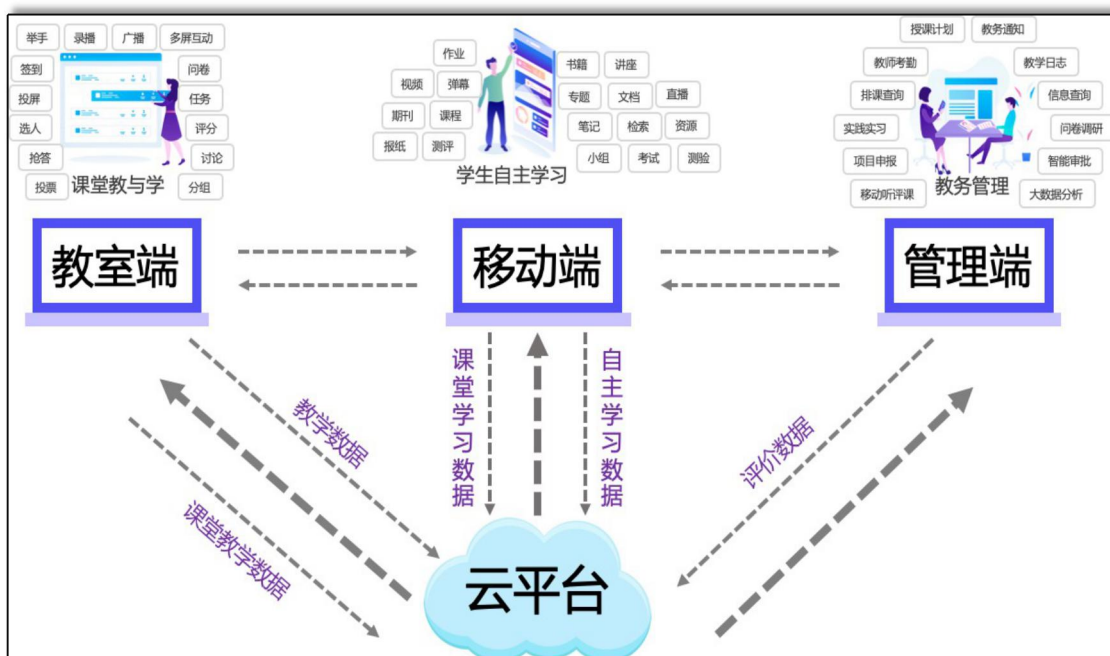 举手 录播 广播 多屏互动
签到 问卷
投屏 任务
选人 评分
抢答 讨论
投票 课堂教与学 分组
作业
视频 弹幕 书籍 讲座
期刊 课程 专题 文档 直播
报纸 测评 笔记 检索 资源
学生自主学习 小组 考试 测验
授课计划 教务通知
教师考勤 教学日志
排课查询 信息查询
实践实习 问卷调研
项目申报 智能审批
移动听评课 教务管理 大数据分析
教室端 移动端 管理端
教学数据
课堂教学数据
课堂学习数据
自主学习数据
评价数据
云平台